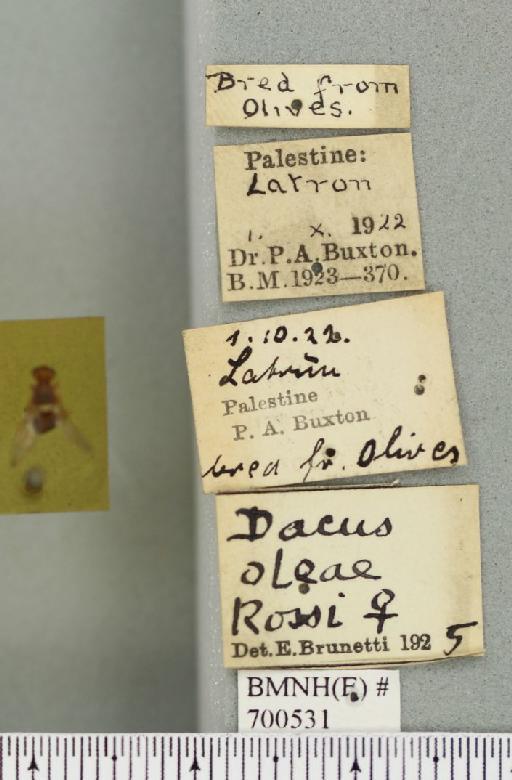 Bred from
Olives.
Palestine:
Latron
1. x. 1922
Dr.P.A.Buxton.
B.M.1923—370.
1.10.22.
Latrūn
Palestine
P. A. Buxton
bred fr. Olives
Dacus
oleae
Rossi ♀
Det.E.Brunetti 1925
BMNH(E) #
700531